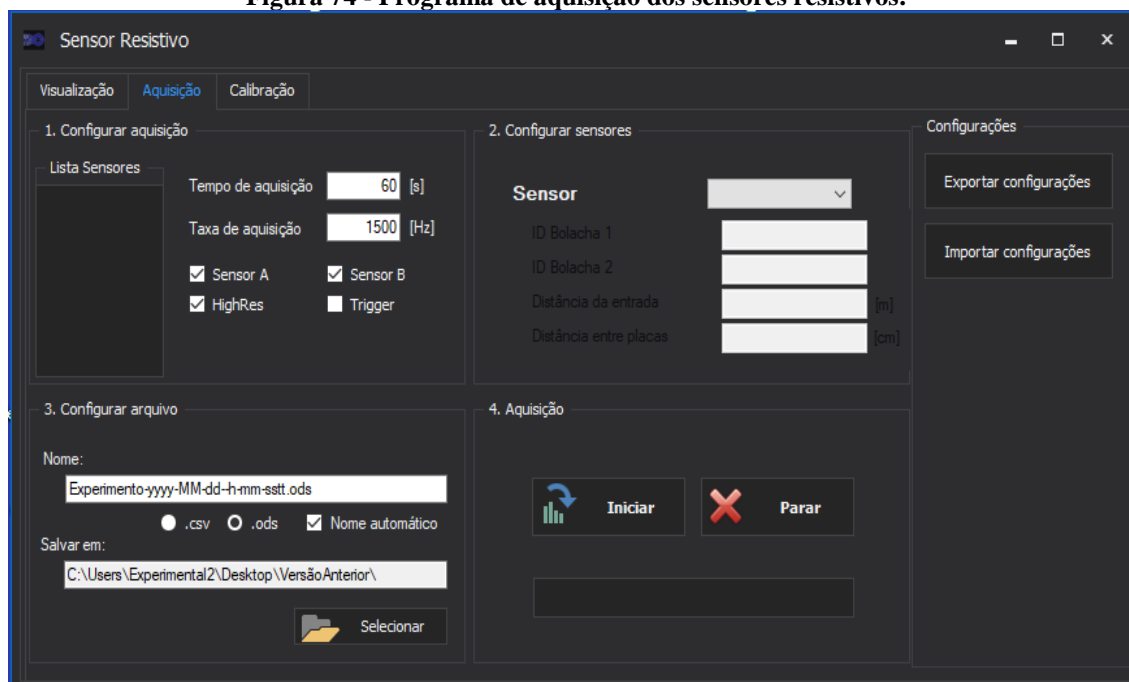 Figura 74 - Programa de aquisição dos sensores resistivos.
Sensor Resistivo
Visualização Aquisição Calibração
1. Configurar aquisição
Lista Sensores
Tempo de aquisição 60 [s]
Taxa de aquisição 1500 [Hz]
Sensor A Sensor B
HighRes Trigger
2. Configurar sensores
Sensor
ID Bolacha 1
ID Bolacha 2
Distância da entrada [m]
Distância entre placas [cm]
Configurações
Exportar configurações
Importar configurações
3. Configurar arquivo
Nome:
Experimento-yyyy-MM-dd--h-mm-sstt.ods
.csv .ods Nome automático
Salvar em:
C:\Users\Experimental2\Desktop\VersãoAnterior\
Selecionar
4. Aquisição
Iniciar Parar